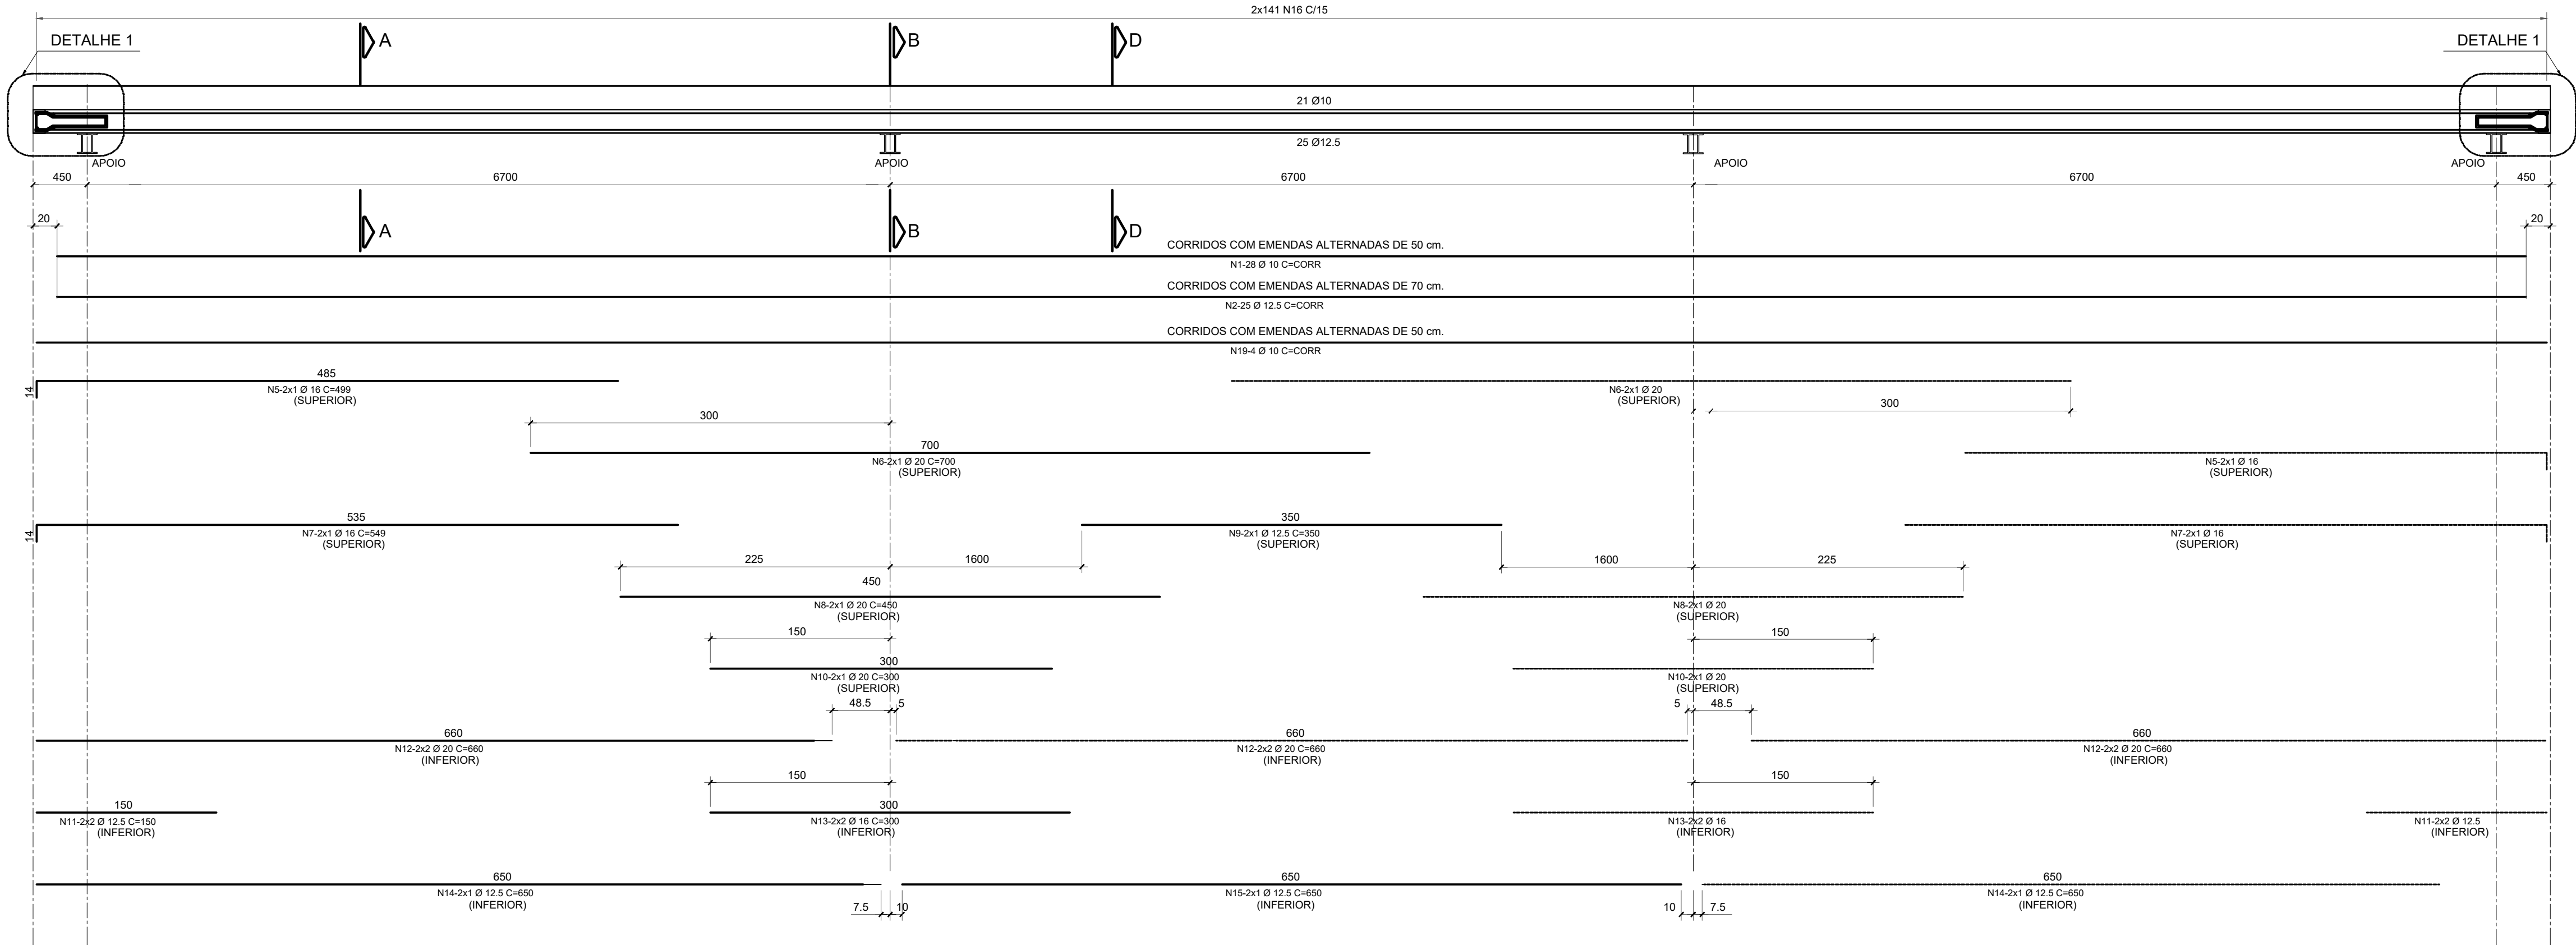 2x141 N16 C/15
DETALHE 1
A
B
D
DETALHE 1
21 Ø10
25 Ø12.5
APOIO
APOIO
APOIO
APOIO
450
6700
6700
6700
450
20
A
B
D
20
CORRIDOS COM EMENDAS ALTERNADAS DE 50 cm.
N1-28 Ø 10 C=CORR
CORRIDOS COM EMENDAS ALTERNADAS DE 70 cm.
N2-25 Ø 12.5 C=CORR
CORRIDOS COM EMENDAS ALTERNADAS DE 50 cm.
N19-4 Ø 10 C=CORR
14
485
N5-2x1 Ø 16 C=499
(SUPERIOR)
N6-2x1 Ø 20
(SUPERIOR)
300
300
700
N6-2x1 Ø 20 C=700
(SUPERIOR)
N5-2x1 Ø 16
(SUPERIOR)
14
535
N7-2x1 Ø 16 C=549
(SUPERIOR)
350
N9-2x1 Ø 12.5 C=350
(SUPERIOR)
N7-2x1 Ø 16
(SUPERIOR)
225
1600
1600
225
450
N8-2x1 Ø 20 C=450
(SUPERIOR)
N8-2x1 Ø 20
(SUPERIOR)
150
150
300
N10-2x1 Ø 20 C=300
(SUPERIOR)
N10-2x1 Ø 20
(SUPERIOR)
48.5
5
5
48.5
660
N12-2x2 Ø 20 C=660
(INFERIOR)
660
N12-2x2 Ø 20 C=660
(INFERIOR)
660
N12-2x2 Ø 20 C=660
(INFERIOR)
150
150
150
N11-2x2 Ø 12.5 C=150
(INFERIOR)
300
N13-2x2 Ø 16 C=300
(INFERIOR)
N13-2x2 Ø 16
(INFERIOR)
N11-2x2 Ø 12.5
(INFERIOR)
650
N14-2x1 Ø 12.5 C=650
(INFERIOR)
650
N15-2x1 Ø 12.5 C=650
(INFERIOR)
650
N14-2x1 Ø 12.5 C=650
(INFERIOR)
7.5
10
10
7.5